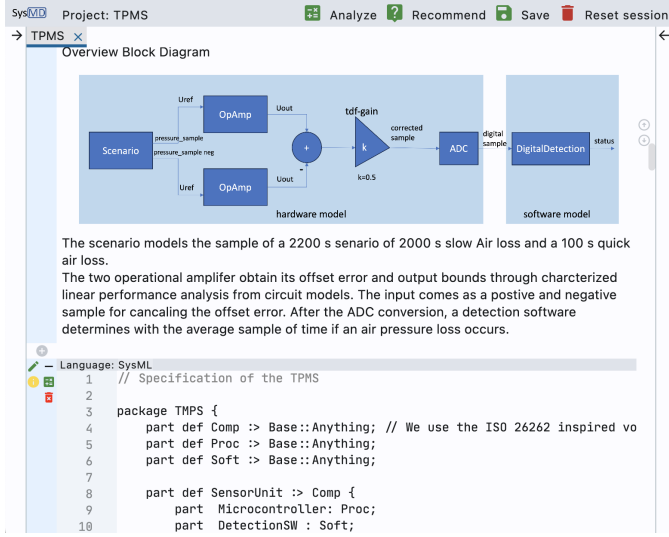 SysMD Project: TPMS Analyze ? Recommend Save Reset session
TPMS ×
Overview Block Diagram
Uref
OpAmp
Uout
tdf-gain
pressure_sample
corrected
sample
digital
sample
Scenario
pressure_sample neg
+
k
ADC
DigitalDetection
status
-
Uref
OpAmp
Uout
k=0.5
hardware model
software model
The scenario models the sample of a 2200 s senario of 2000 s slow Air loss and a 100 s quick
air loss.
The two operational amplifer obtain its offset error and output bounds through charcterized
linear performance analysis from circuit models. The input comes as a postive and negative
sample for cancaling the offset error. After the ADC conversion, a detection software
determines with the average sample of time if an air pressure loss occurs.
Language: SysML
1 // Specification of the TPMS
2
3 package TMPS {
4 part def Comp :> Base::Anything; // We use the ISO 26262 inspired vo
5 part def Proc :> Base::Anything;
6 part def Soft :> Base::Anything;
7
8 part def SensorUnit :> Comp {
9 part Microcontroller: Proc;
10 part DetectionSW : Soft;